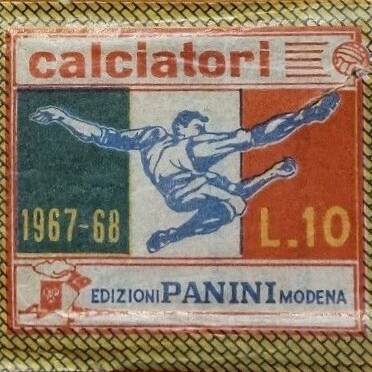 calciatori
1967-68
L.10
EDIZIONI PANINI MODENA